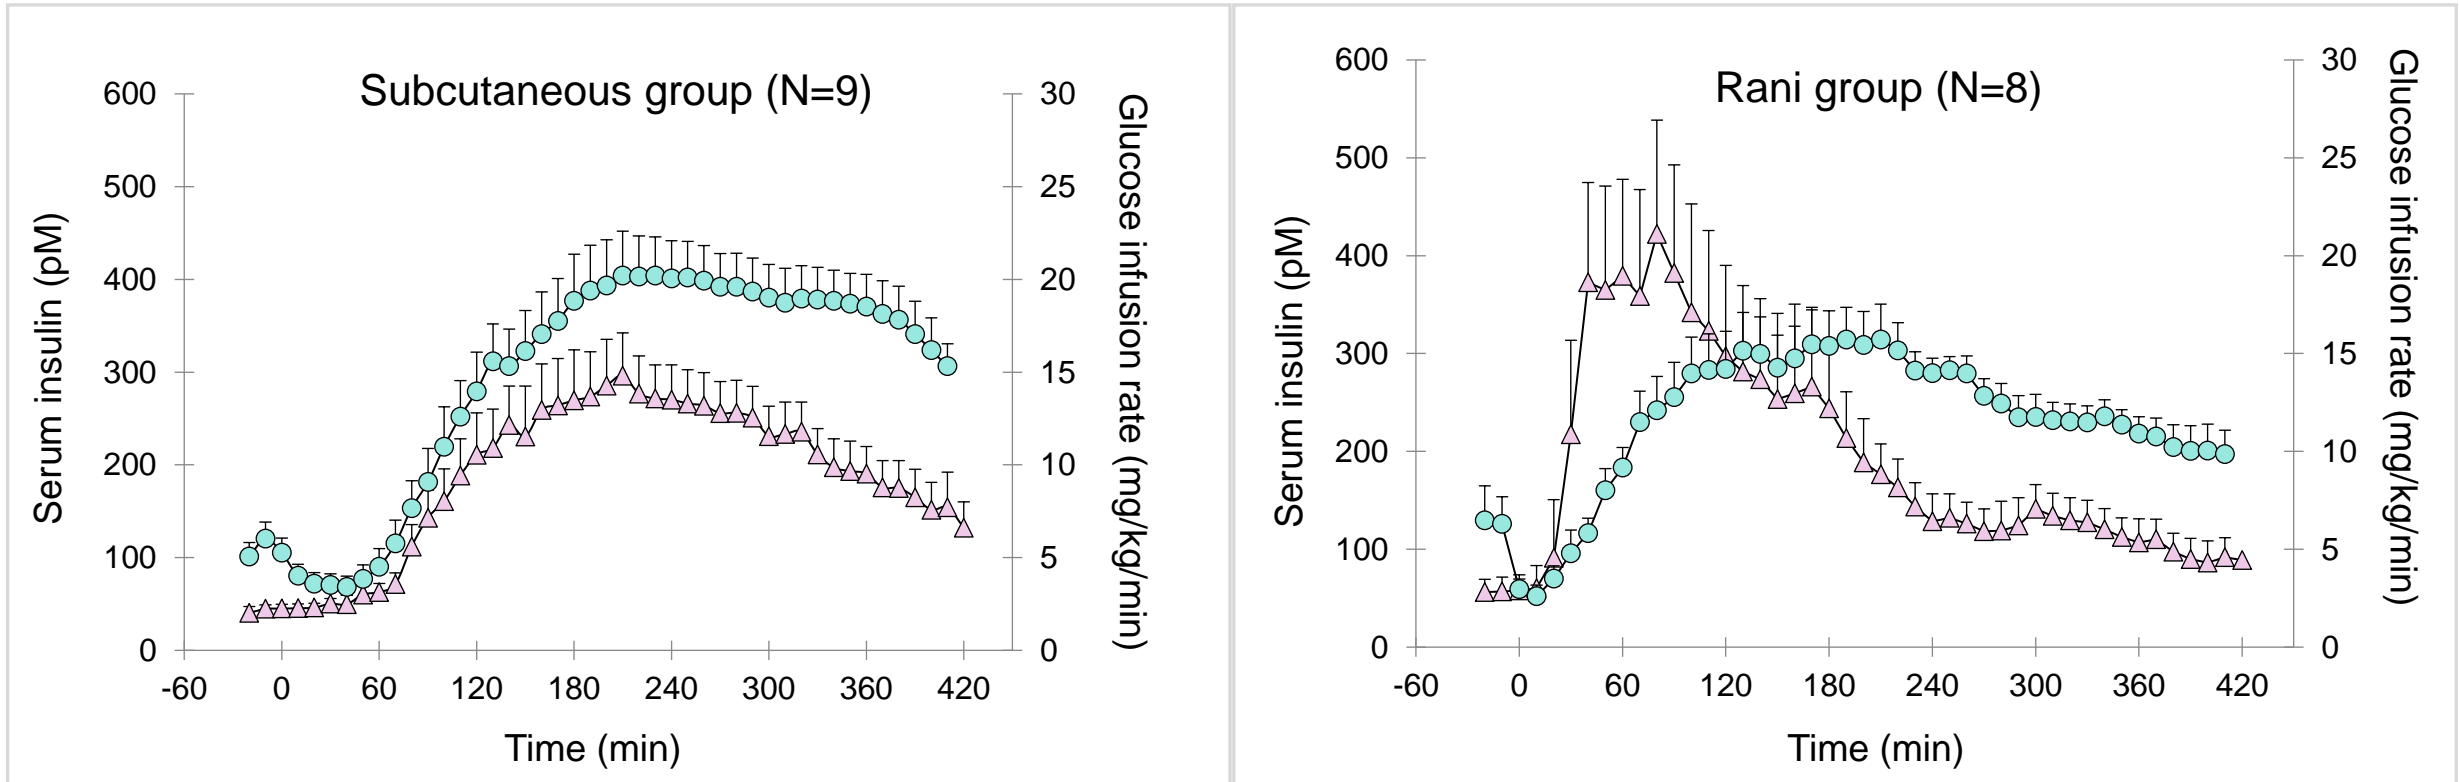 Subcutaneous group (N=9)
Serum insulin (pM)
600
500
400
300
200
100
0
30
25
20
15
10
5
0
Glucose infusion rate (mg/kg/min)
-60 0 60 120 180 240 300 360 420
Time (min)
Rani group (N=8)
Serum insulin (pM)
600
500
400
300
200
100
0
30
25
20
15
10
5
0
Glucose infusion rate (mg/kg/min)
-60 0 60 120 180 240 300 360 420
Time (min)